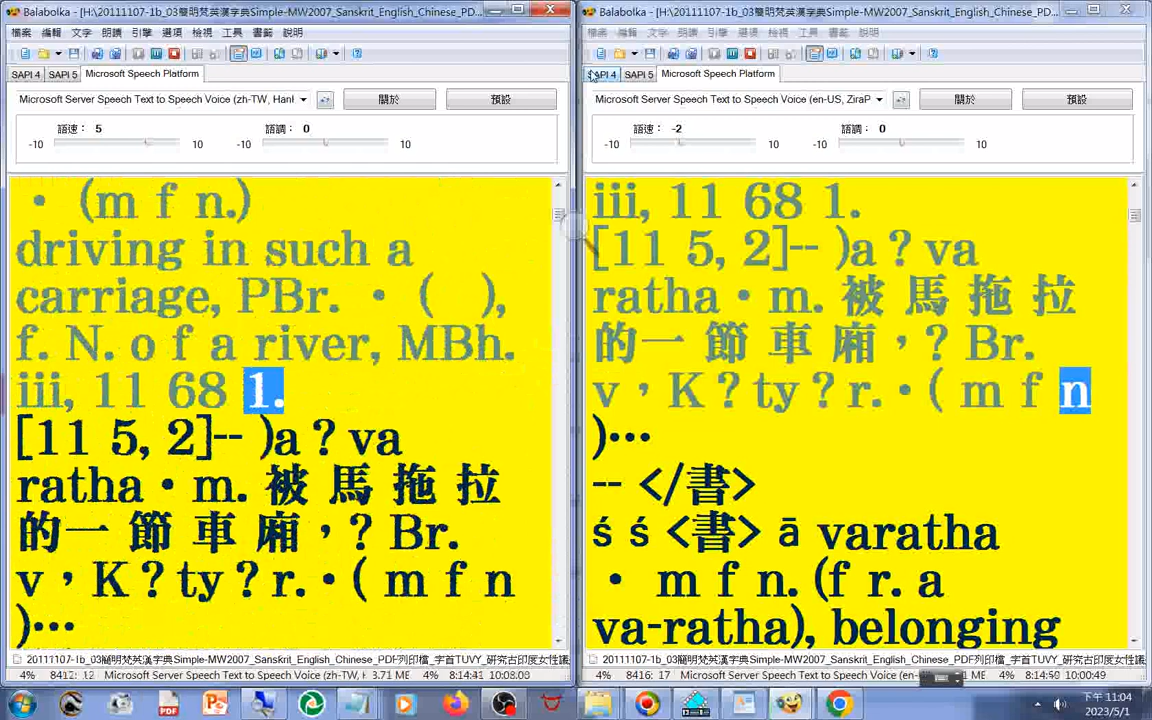 Balabolka - [H:\20111107-1b_03簡明梵英漢字典Simple-MW2007_Sanskrit_English_Chinese_PD...
檔案 編輯 文字 朗讀 引擎 選項 檢視 工具 書籤 說明
SAPI 4 SAPI 5 Microsoft Speech Platform
Microsoft Server Speech Text to Speech Voice (zh-TW, Hanl 關於 預設
語速： 5 語調： 0
-10 10 -10 10
• (m f n.)
driving in such a
carriage, PBr. • ( ),
f. N. o f a river, MBh.
iii, 11 68 1.
[11 5, 2]-- )a ? va
ratha • m. 被 馬 拖 拉
的一 節 車 廂，? Br.
v，K ? ty ? r. • ( m f n
)…
20111107-1b_03簡明梵英漢字典Simple-MW2007_Sanskrit_English_Chinese_PDF列印檔_字首TUVY_研究古印度女性議
4% 8412: 12 Microsoft Server Speech Text to Speech Voice (zh-TW, H 3.71 MB 4% 8:14:41 10:08:08
Balabolka - [H:\20111107-1b_03簡明梵英漢字典Simple-MW2007_Sanskrit_English_Chinese_PDF...
檔案 編輯 文字 朗讀 引擎 選項 檢視 工具 書籤 說明
SAPI 4 SAPI 5 Microsoft Speech Platform
Microsoft Server Speech Text to Speech Voice (en-US, ZiraP 關於 預設
語速： -2 語調： 0
-10 10 -10 10
iii, 11 68 1.
[11 5, 2]-- )a ? va
ratha • m. 被 馬 拖 拉
的一 節 車 廂，? Br.
v，K ? ty ? r. • ( m f n
)…
-- </書>
ś ś <書> ā varatha
• m f n. (f r. a
va-ratha), belonging
20111107-1b_03簡明梵英漢字典Simple-MW2007_Sanskrit_English_Chinese_PDF列印檔_字首TUVY_研究古印度女性議
4% 8416: 17 Microsoft Server Speech Text to Speech Voice 4% 8:14:59 10:00:49
PDF
下午 11:04
2023/5/1